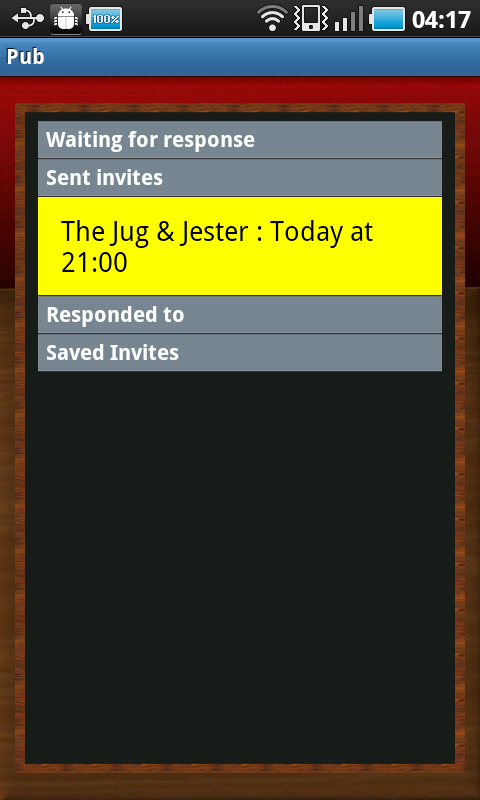 100%
04:17
Pub
Waiting for response
Sent invites
The Jug & Jester : Today at
21:00
Responded to
Saved Invites